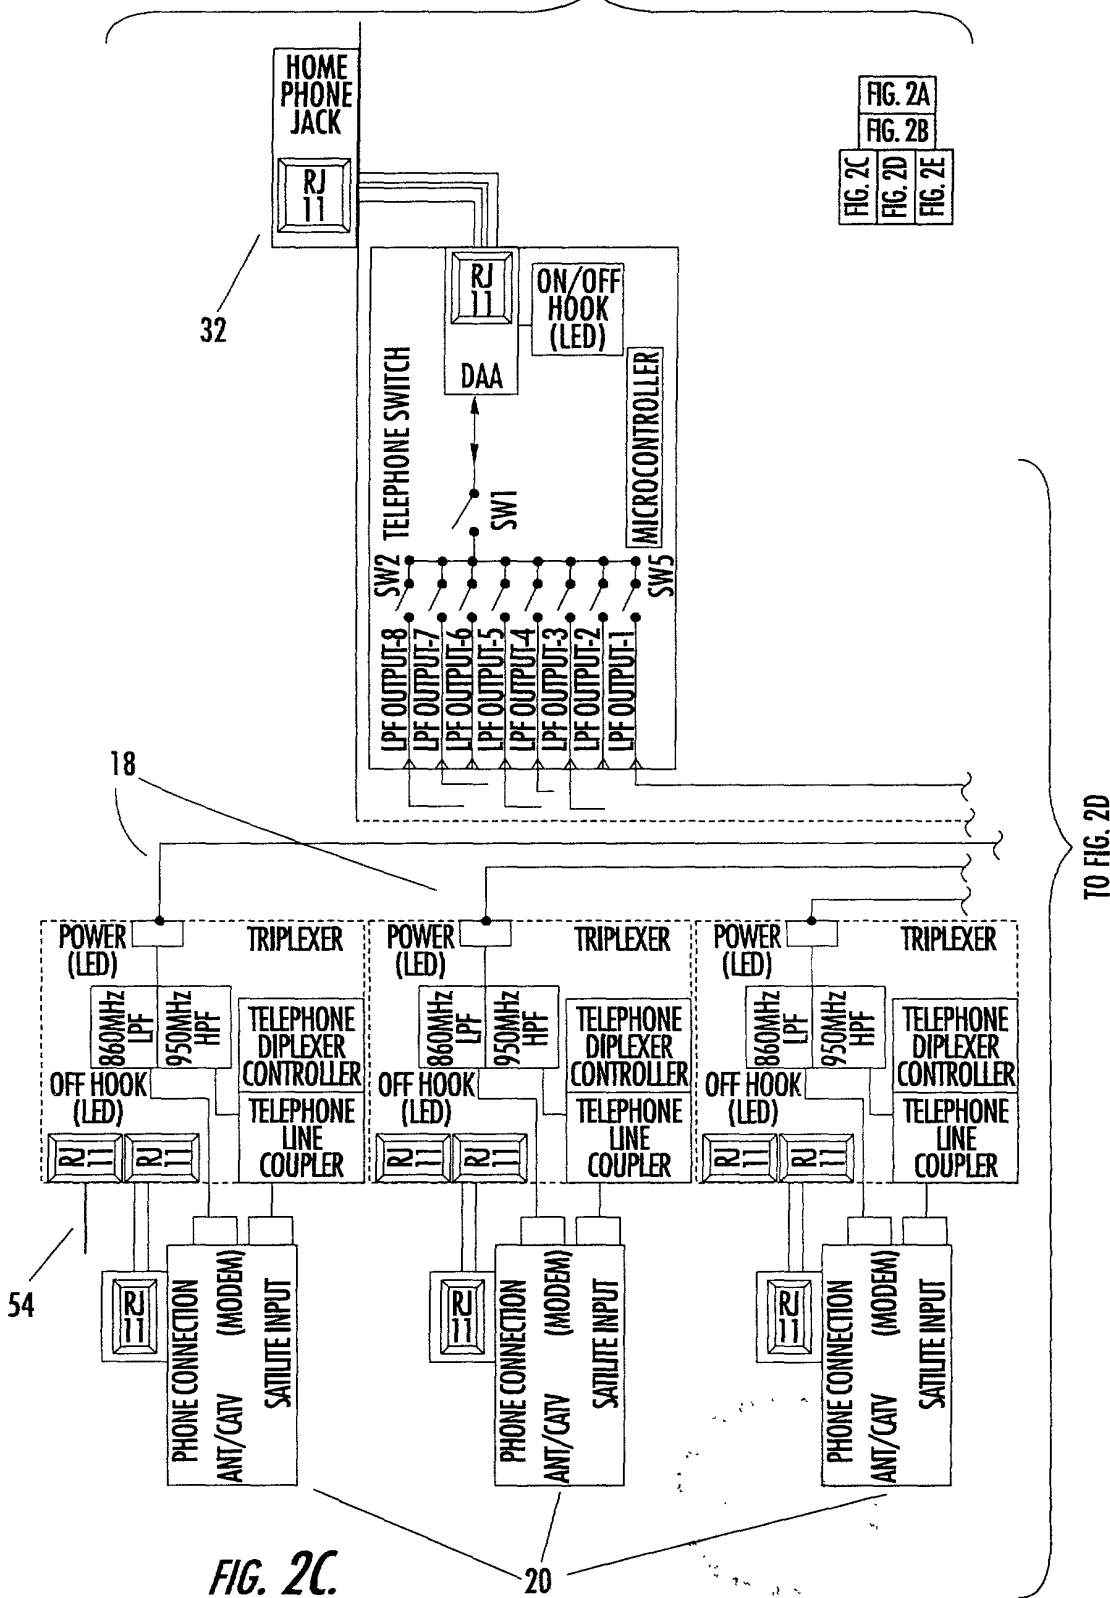 HOME
PHONE
JACK
RJ
11
32
FIG. 2A
FIG. 2B
FIG. 2C
FIG. 2D
FIG. 2E
RJ
11
ON/OFF
HOOK
(LED)
DAA
TELEPHONE SWITCH
MICROCONTROLLER
SW1
SW2
SW5
LPF OUTPUT-8
LPF OUTPUT-7
LPF OUTPUT-6
LPF OUTPUT-5
LPF OUTPUT-4
LPF OUTPUT-3
LPF OUTPUT-2
LPF OUTPUT-1
18
TO FIG. 2D
POWER
(LED)
TRIPLEXER
860MHz
LPF
950MHz
HPF
TELEPHONE
DIPLEXER
CONTROLLER
OFF HOOK
(LED)
TELEPHONE
LINE
COUPLER
RJ
11
RJ
11
POWER
(LED)
TRIPLEXER
860MHz
LPF
950MHz
HPF
TELEPHONE
DIPLEXER
CONTROLLER
OFF HOOK
(LED)
TELEPHONE
LINE
COUPLER
RJ
11
RJ
11
POWER
(LED)
TRIPLEXER
860MHz
LPF
950MHz
HPF
TELEPHONE
DIPLEXER
CONTROLLER
OFF HOOK
(LED)
TELEPHONE
LINE
COUPLER
RJ
11
RJ
11
54
RJ
11
PHONE CONNECTION
(MODEM)
ANT/CATV
SATILITE INPUT
RJ
11
PHONE CONNECTION
(MODEM)
ANT/CATV
SATILITE INPUT
RJ
11
PHONE CONNECTION
(MODEM)
ANT/CATV
SATILITE INPUT
20
FIG. 2C.